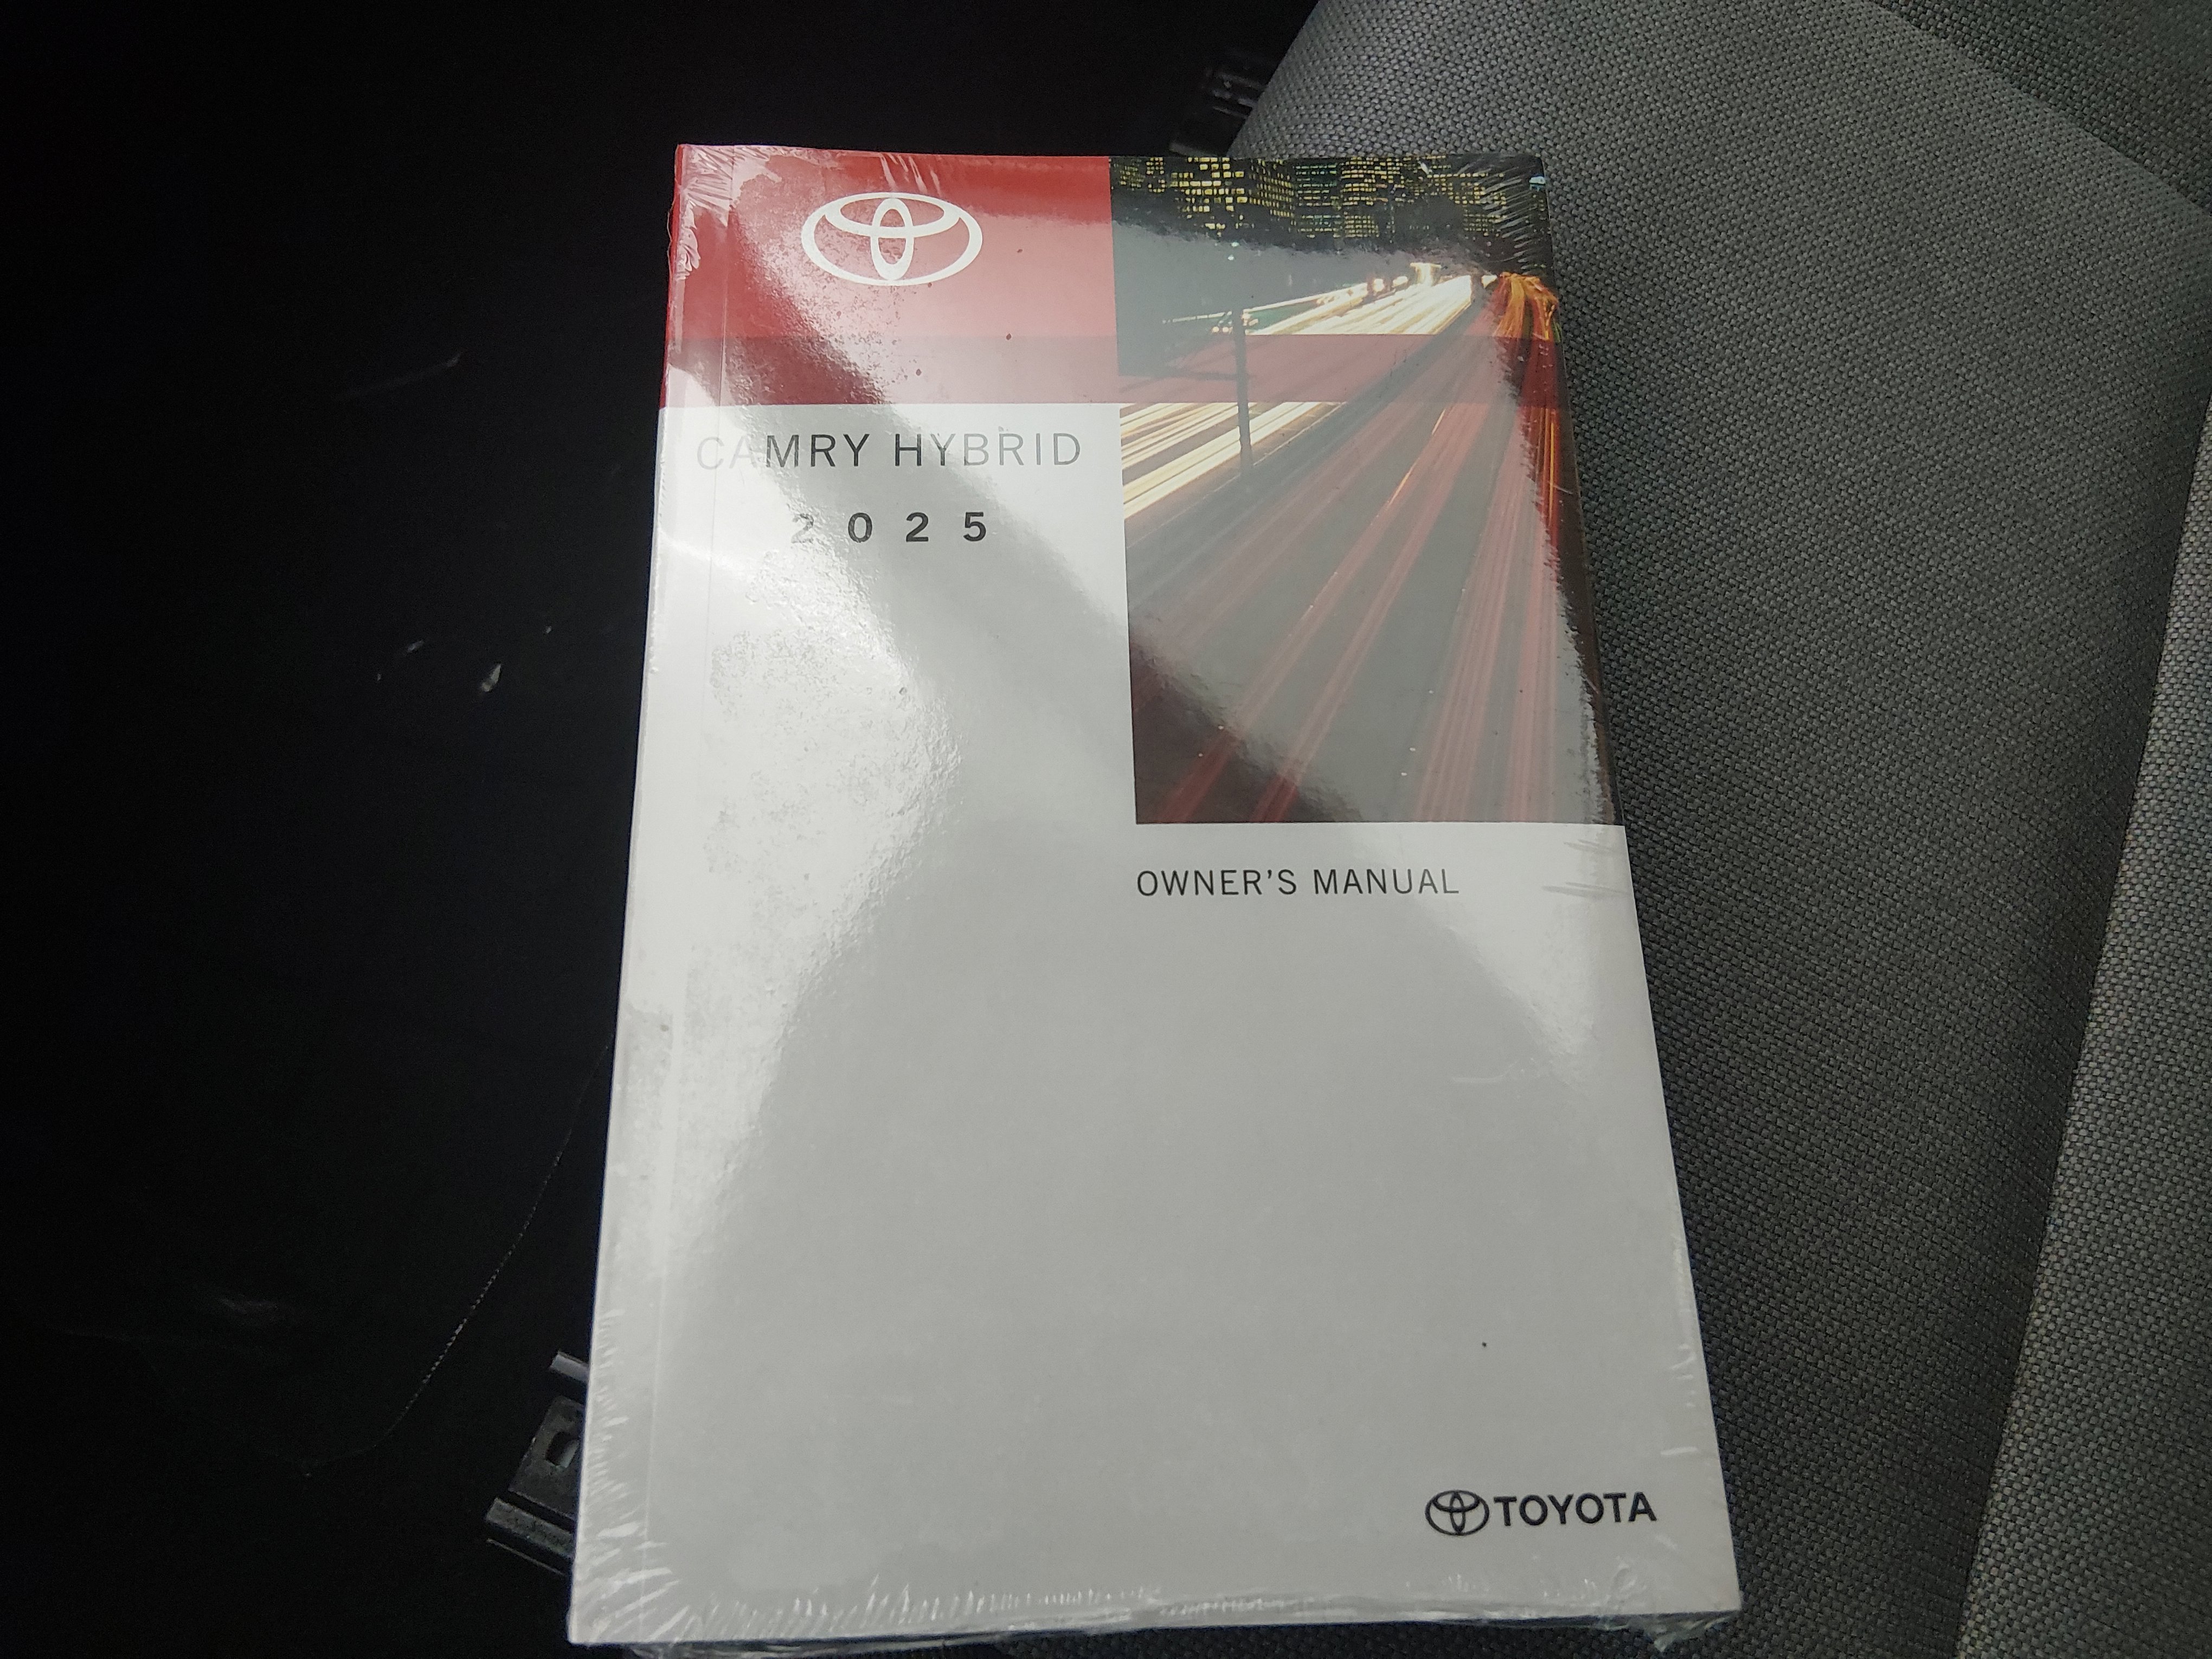 CAMRY HYBRID
2025
OWNER'S MANUAL
TOYOTA